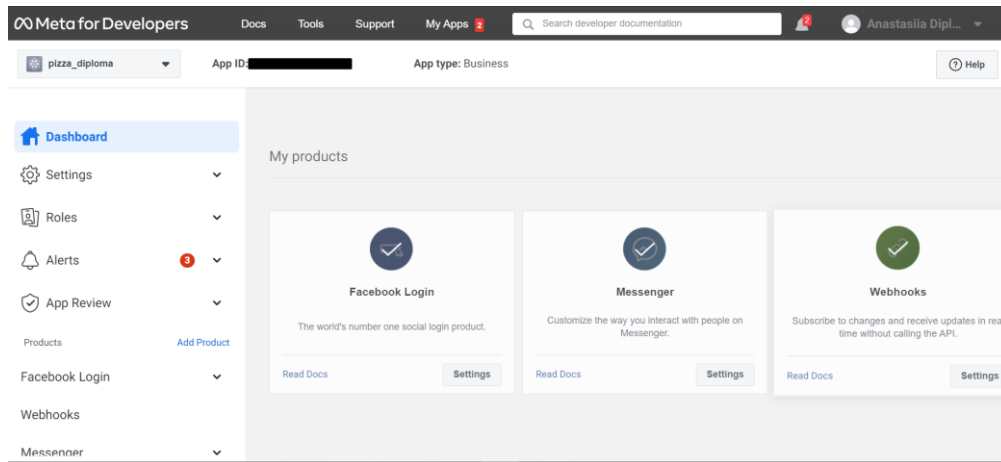 Meta for Developers Docs Tools Support My Apps 2 Search developer documentation 2 Anastasiia Dipl...
pizza_diploma App ID: App type: Business ? Help
Dashboard
Settings
Roles
Alerts 3
App Review
Products Add Product
Facebook Login
Webhooks
Messenger
My products
Facebook Login
The world's number one social login product.
Read Docs Settings
Messenger
Customize the way you interact with people on
Messenger.
Read Docs Settings
Webhooks
Subscribe to changes and receive updates in rea
time without calling the API.
Read Docs Settings